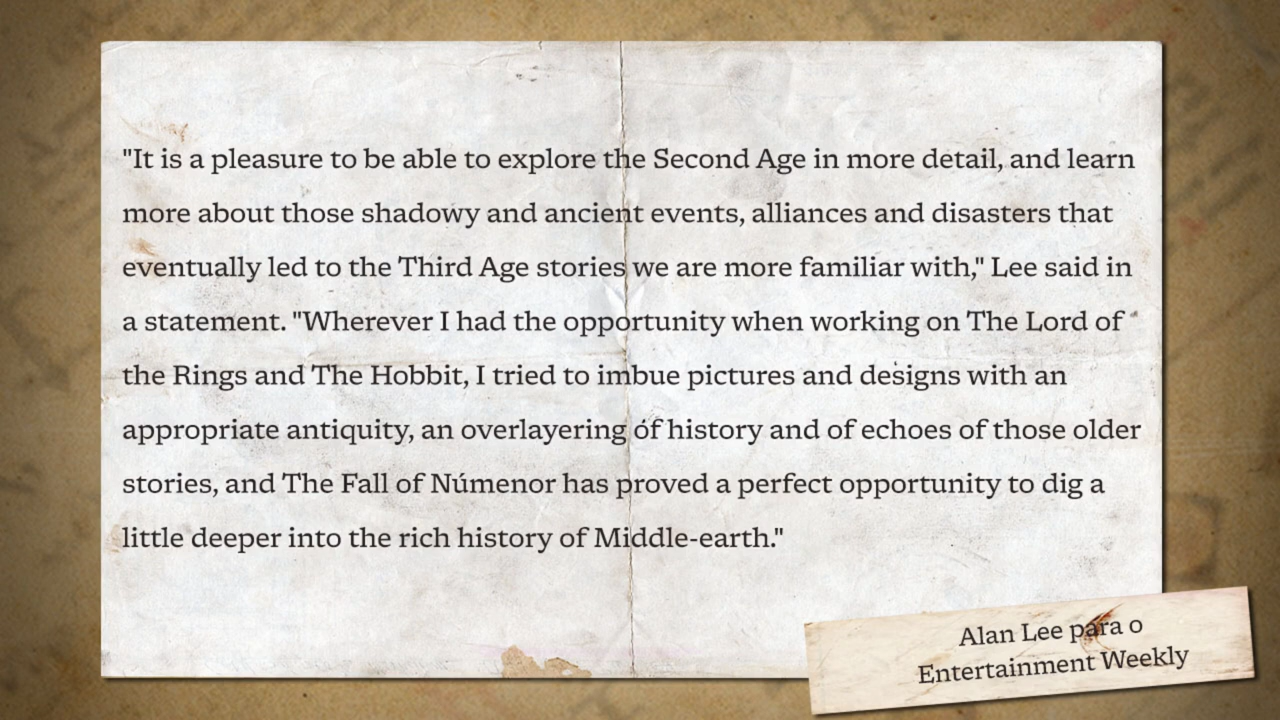 "It is a pleasure to be able to explore the Second Age in more detail, and learn
more about those shadowy and ancient events, alliances and disasters that
eventually led to the Third Age stories we are more familiar with," Lee said in
a statement. "Wherever I had the opportunity when working on The Lord of
the Rings and The Hobbit, I tried to imbue pictures and designs with an
appropriate antiquity, an overlayering of history and of echoes of those older
stories, and The Fall of Númenor has proved a perfect opportunity to dig a
little deeper into the rich history of Middle-earth."
Alan Lee para o
Entertainment Weekly